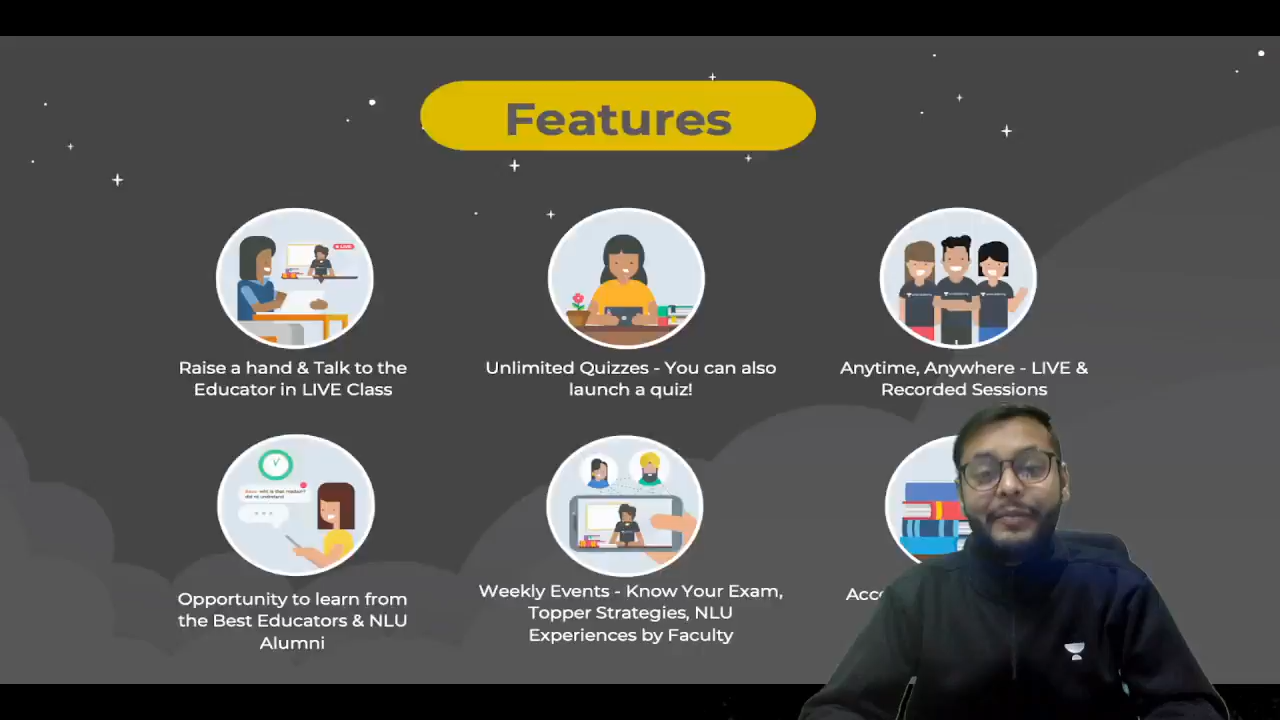 Features
Raise a hand & Talk to the
Educator in LIVE Class
Unlimited Quizzes - You can also
launch a quiz!
Anytime, Anywhere - LIVE &
Recorded Sessions
Opportunity to learn from
the Best Educators & NLU
Alumni
Weekly Events - Know Your Exam,
Topper Strategies, NLU
Experiences by Faculty